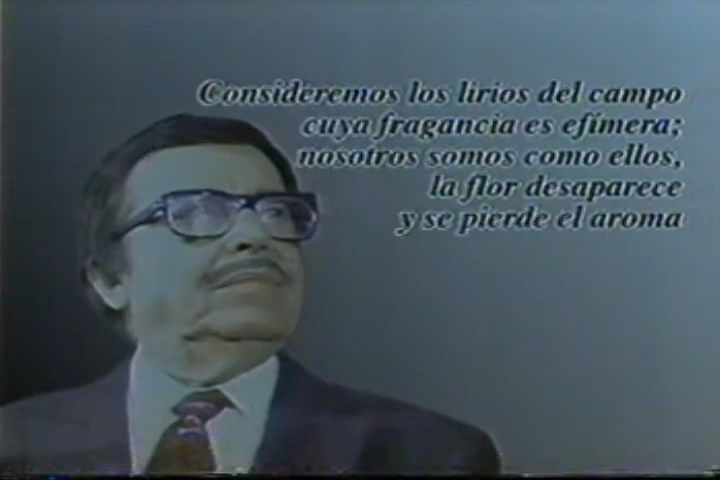 Consideremos los lirios del campo
cuya fragancia es efímera;
nosotros somos como ellos,
la flor desaparece
y se pierde el aroma